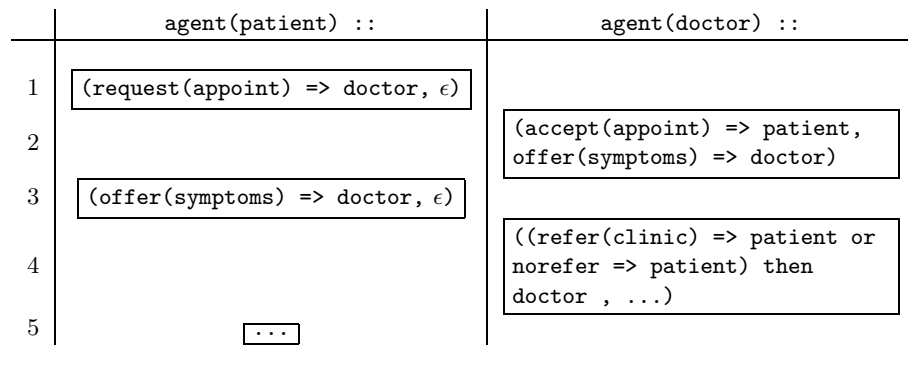 agent(patient) :: agent(doctor) ::
1 (request(appoint) => doctor, ϵ)
2 (accept(appoint) => patient,
offer(symptoms) => doctor)
3 (offer(symptoms) => doctor, ϵ)
4 ((refer(clinic) => patient or
norefer => patient) then
doctor , ...)
5 ...